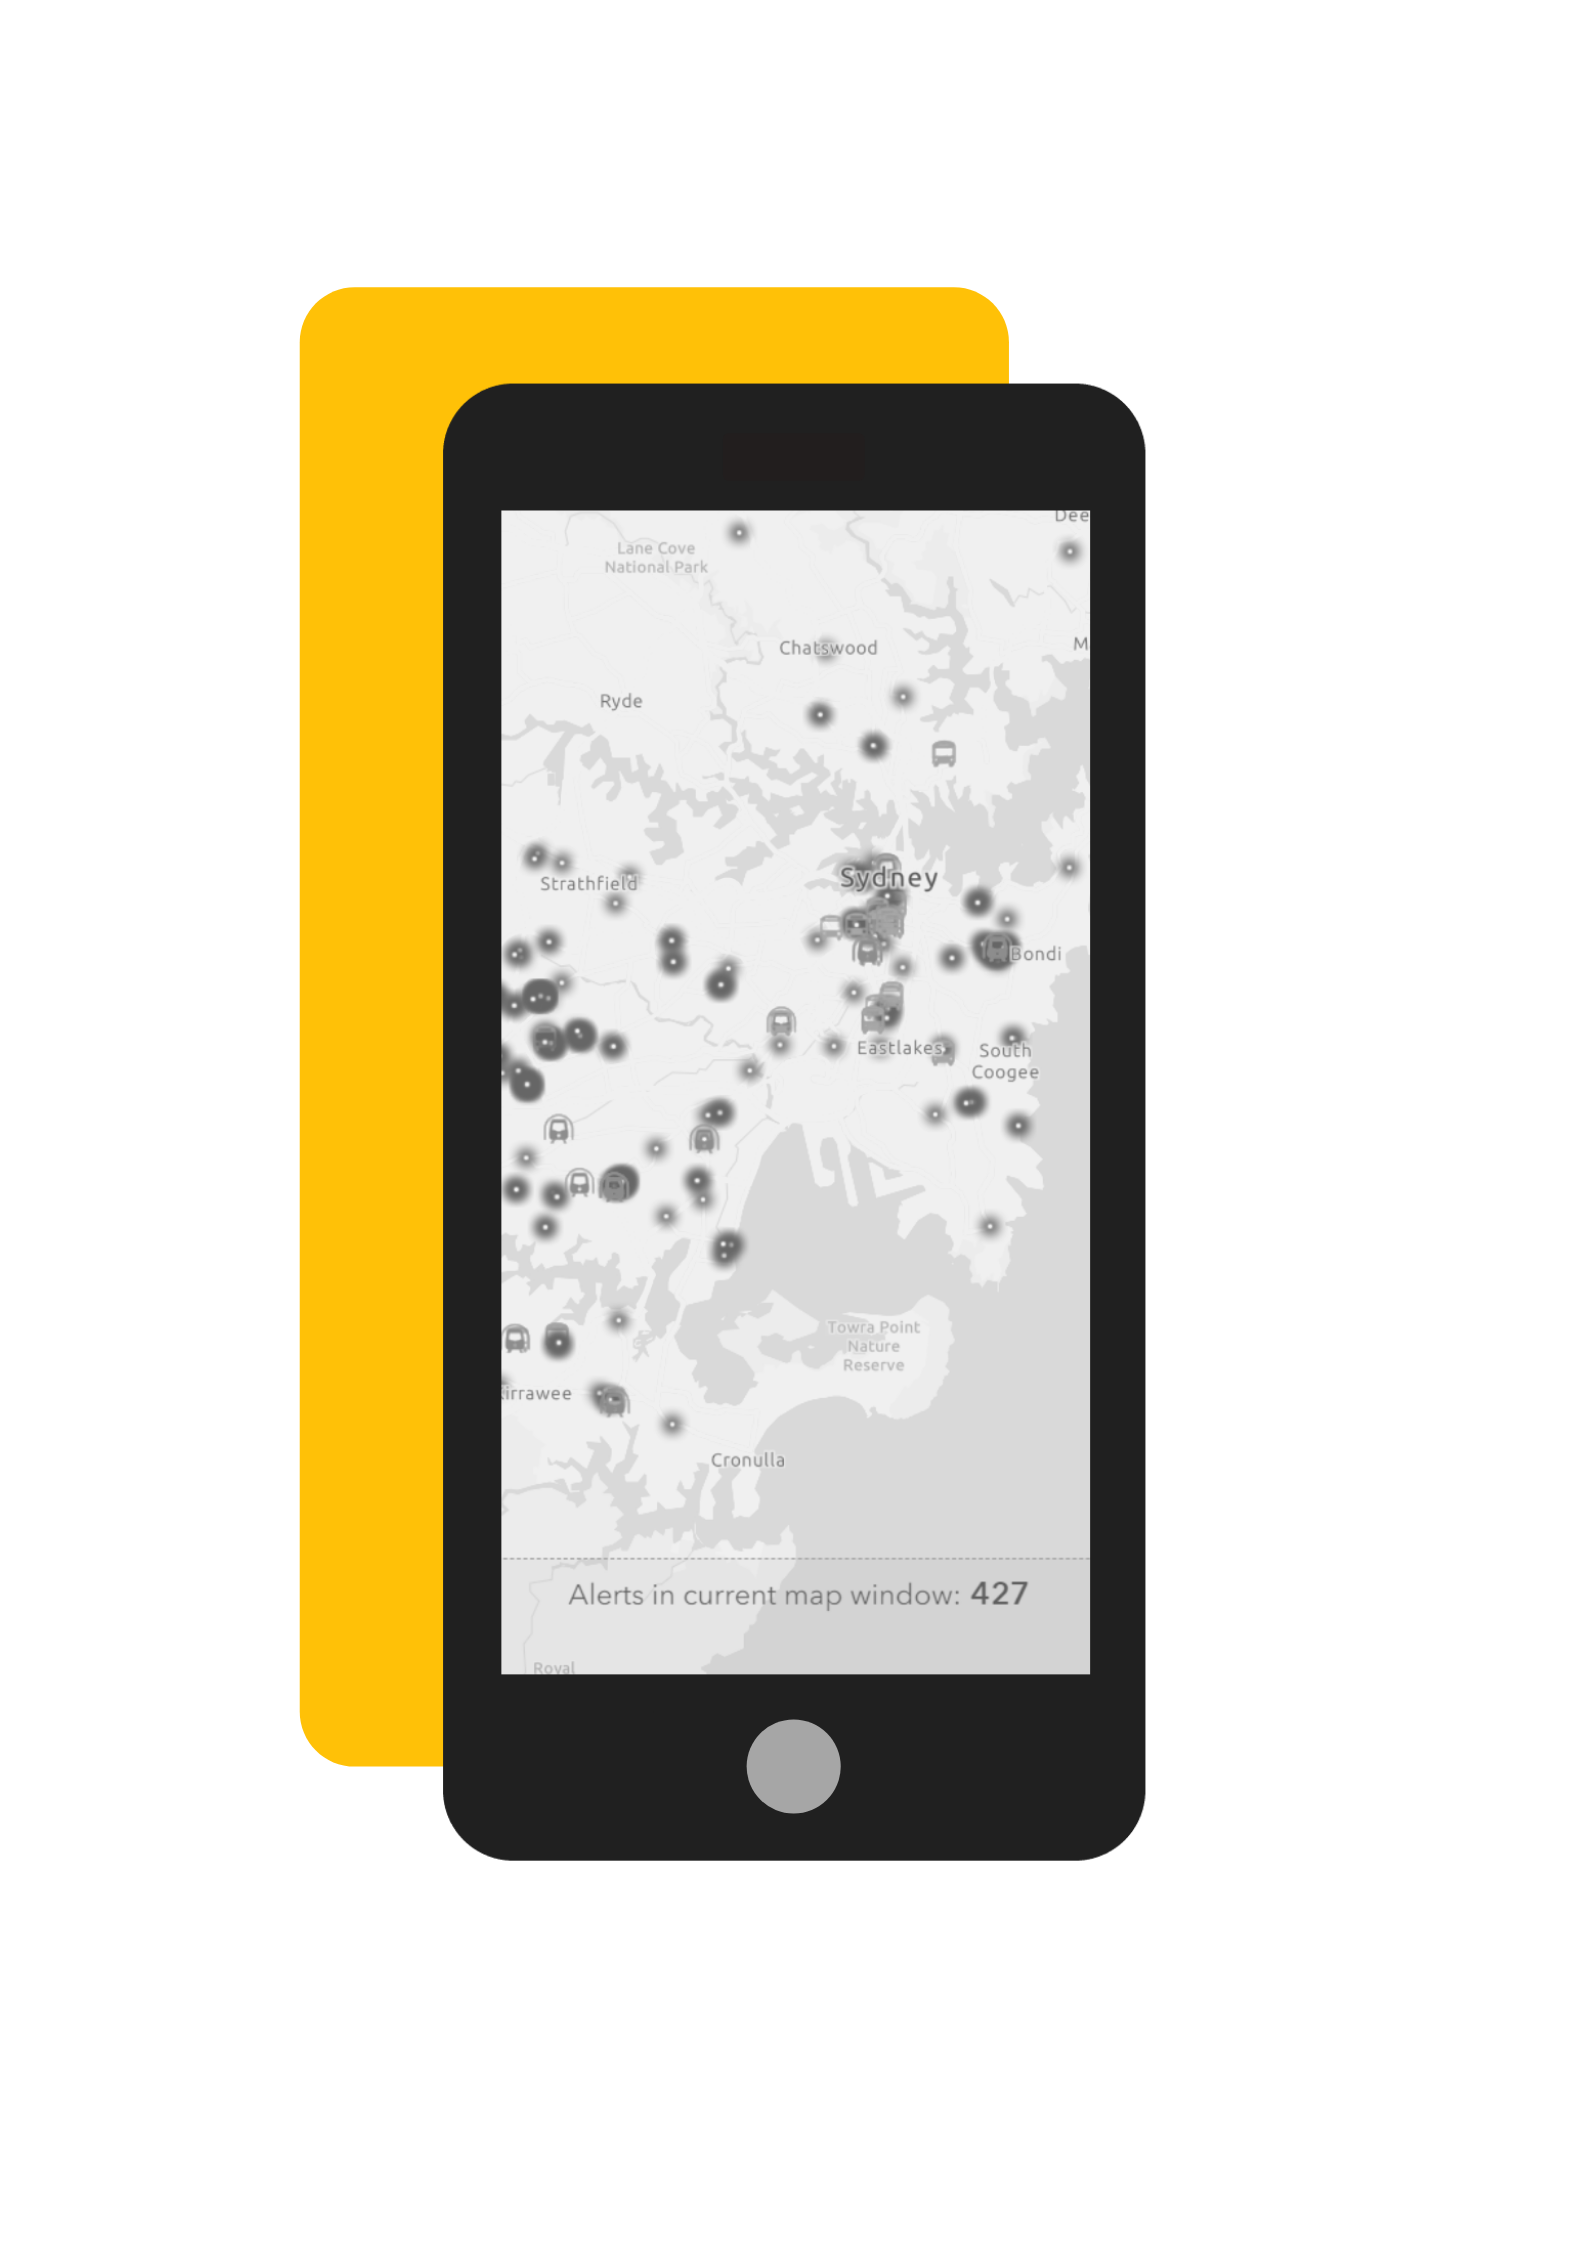 Dee
Lane Cove
National Park
Chatswood
M
Ryde
Sydney
Strathfield
Bondi
Eastlakes
South
Coogee
Towra Point
Nature
Reserve
irrawee
Cronulla
Alerts in current map window: 427
Royal